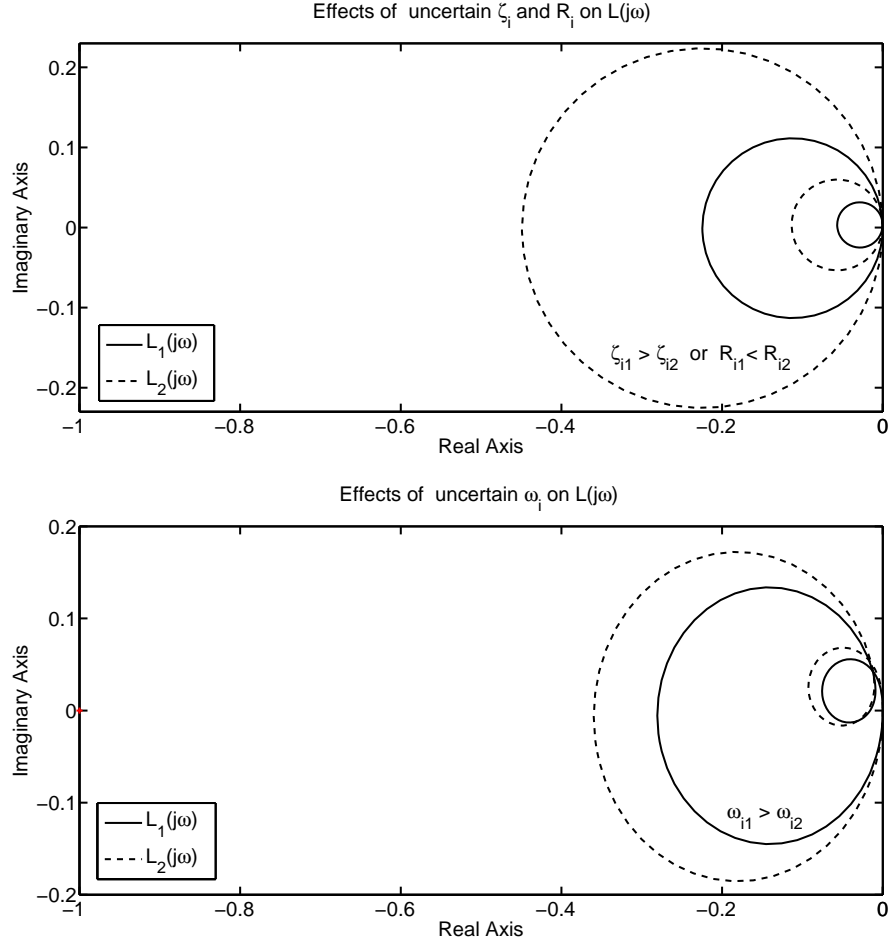 Effects of uncertain ζi and Ri on L(jω)
0.2
0.1
0
−0.1
−0.2
Imaginary Axis
ζi1 > ζi2 or Ri1< Ri2
L1(jω)
L2(jω)
−1 −0.8 −0.6 −0.4 −0.2 0
Real Axis
Effects of uncertain ωi on L(jω)
0.2
0.1
0
−0.1
−0.2
Imaginary Axis
ωi1 > ωi2
L1(jω)
L2(jω)
−1 −0.8 −0.6 −0.4 −0.2 0
Real Axis